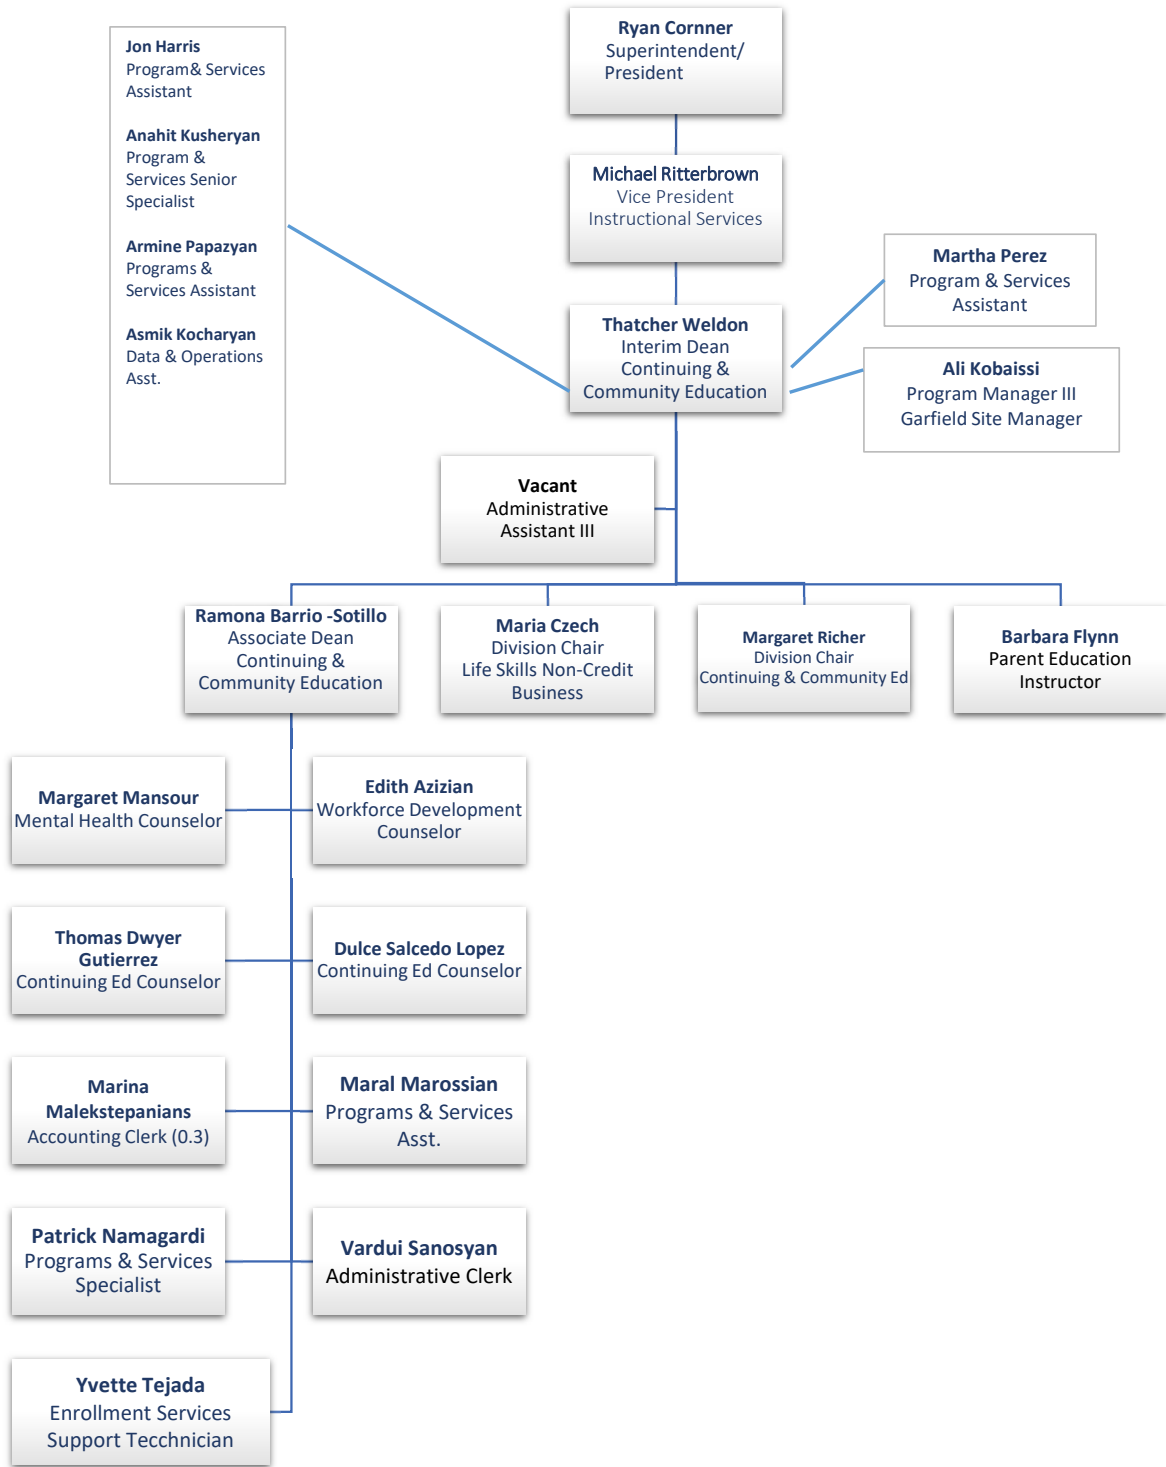 Ryan Cornner
Superintendent/
President
Jon Harris
Program& Services
Assistant
Anahit Kusheryan
Program &
Services Senior
Specialist
Armine Papazyan
Programs &
Services Assistant
Asmik Kocharyan
Data & Operations
Asst.
Michael Ritterbrown
Vice President
Instructional Services
Martha Perez
Program & Services
Assistant
Thatcher Weldon
Interim Dean
Continuing &
Community Education
Ali Kobaissi
Program Manager III
Garfield Site Manager
Vacant
Administrative
Assistant III
Ramona Barrio -Sotillo
Associate Dean
Continuing &
Community Education
Maria Czech
Division Chair
Life Skills Non-Credit
Business
Margaret Richer
Division Chair
Continuing & Community Ed
Barbara Flynn
Parent Education
Instructor
Margaret Mansour
Mental Health Counselor
Edith Azizian
Workforce Development
Counselor
Thomas Dwyer
Gutierrez
Continuing Ed Counselor
Dulce Salcedo Lopez
Continuing Ed Counselor
Marina
Malekstepanians
Accounting Clerk (0.3)
Maral Marossian
Programs & Services
Asst.
Patrick Namagardi
Programs & Services
Specialist
Vardui Sanosyan
Administrative Clerk
Yvette Tejada
Enrollment Services
Support Tecchnician